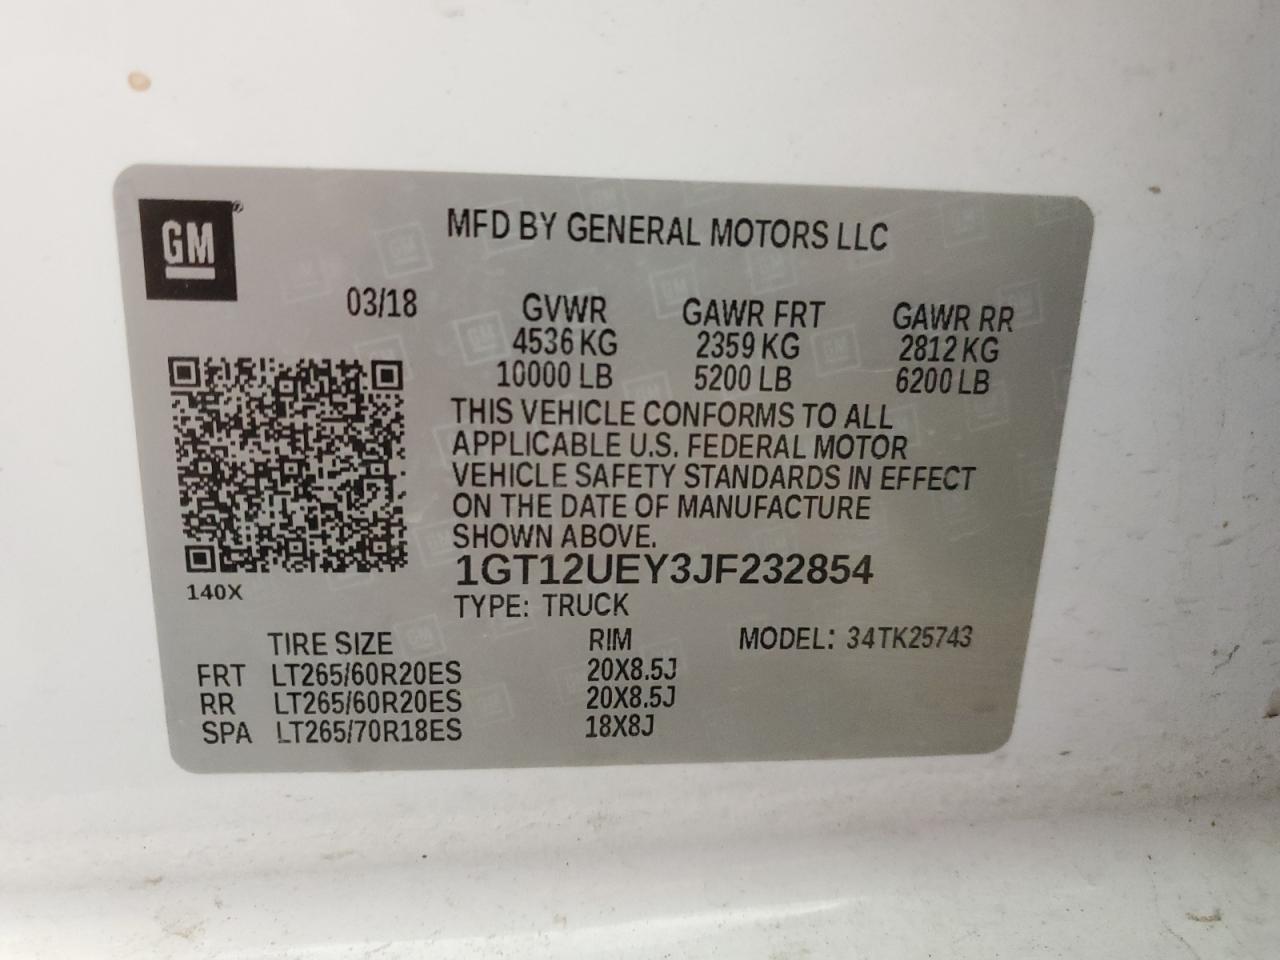 GM®
MFD BY GENERAL MOTORS LLC
03/18 GVWR GAWR FRT GAWR RR
4536 KG 2359 KG 2812 KG
10000 LB 5200 LB 6200 LB
THIS VEHICLE CONFORMS TO ALL
APPLICABLE U.S. FEDERAL MOTOR
VEHICLE SAFETY STANDARDS IN EFFECT
ON THE DATE OF MANUFACTURE
SHOWN ABOVE.
1GT12UEY3JF232854
140X
TYPE: TRUCK
TIRE SIZE RIM MODEL: 34TK25743
FRT LT265/60R20ES 20X8.5J
RR LT265/60R20ES 20X8.5J
SPA LT265/70R18ES 18X8J